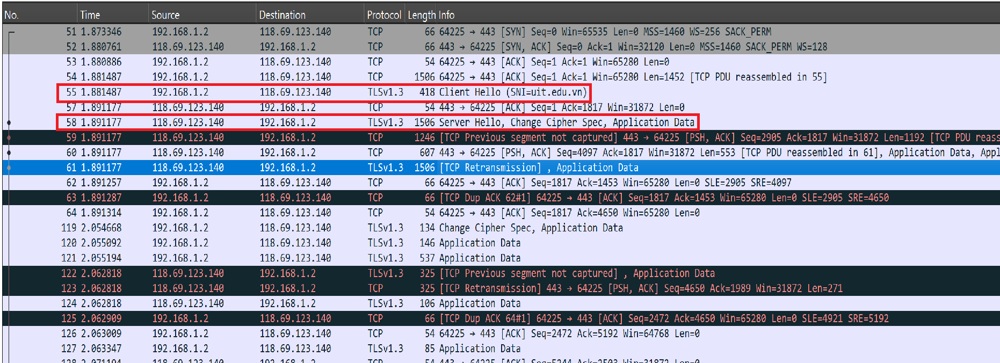 No. Time Source Destination Protocol Length Info
51 1.873346 192.168.1.2 118.69.123.140 TCP 66 64225 → 443 [SYN] Seq=0 Win=65535 Len=0 MSS=1460 WS=256 SACK_PERM
52 1.880761 118.69.123.140 192.168.1.2 TCP 66 443 → 64225 [SYN, ACK] Seq=0 Ack=1 Win=32120 Len=0 MSS=1460 SACK_PERM WS=128
53 1.880886 192.168.1.2 118.69.123.140 TCP 54 64225 → 443 [ACK] Seq=1 Ack=1 Win=65280 Len=0
54 1.881487 192.168.1.2 118.69.123.140 TCP 1506 64225 → 443 [ACK] Seq=1 Ack=1 Win=65280 Len=1452 [TCP PDU reassembled in 55]
55 1.881487 192.168.1.2 118.69.123.140 TLSv1.3 418 Client Hello (SNI=uit.edu.vn)
57 1.891177 118.69.123.140 192.168.1.2 TCP 54 443 → 64225 [ACK] Seq=1 Ack=1817 Win=31872 Len=0
58 1.891177 118.69.123.140 192.168.1.2 TLSv1.3 1506 Server Hello, Change Cipher Spec, Application Data
59 1.891177 118.69.123.140 192.168.1.2 TCP 1246 [TCP Previous segment not captured] 443 → 64225 [PSH, ACK] Seq=2905 Ack=1817 Win=31872 Len=1192 [TCP PDU reass
60 1.891177 118.69.123.140 192.168.1.2 TCP 607 443 → 64225 [PSH, ACK] Seq=4097 Ack=1817 Win=31872 Len=553 [TCP PDU reassembled in 61], Application Data, Appl
61 1.891177 118.69.123.140 192.168.1.2 TLSv1.3 1506 [TCP Retransmission] , Application Data
62 1.891257 192.168.1.2 118.69.123.140 TCP 66 64225 → 443 [ACK] Seq=1817 Ack=1453 Win=65280 Len=0 SLE=2905 SRE=4097
63 1.891287 192.168.1.2 118.69.123.140 TCP 66 [TCP Dup ACK 62#1] 64225 → 443 [ACK] Seq=1817 Ack=1453 Win=65280 Len=0 SLE=2905 SRE=4650
64 1.891314 192.168.1.2 118.69.123.140 TCP 54 64225 → 443 [ACK] Seq=1817 Ack=4650 Win=65280 Len=0
119 2.054668 192.168.1.2 118.69.123.140 TLSv1.3 134 Change Cipher Spec, Application Data
120 2.055092 192.168.1.2 118.69.123.140 TLSv1.3 146 Application Data
121 2.055194 192.168.1.2 118.69.123.140 TLSv1.3 537 Application Data
122 2.062818 118.69.123.140 192.168.1.2 TLSv1.3 325 [TCP Previous segment not captured] , Application Data
123 2.062818 118.69.123.140 192.168.1.2 TCP 325 [TCP Retransmission] 443 → 64225 [PSH, ACK] Seq=4650 Ack=1989 Win=31872 Len=271
124 2.062818 118.69.123.140 192.168.1.2 TLSv1.3 106 Application Data
125 2.062909 192.168.1.2 118.69.123.140 TCP 66 [TCP Dup ACK 64#1] 64225 → 443 [ACK] Seq=2472 Ack=4650 Win=65280 Len=0 SLE=4921 SRE=5192
126 2.063009 192.168.1.2 118.69.123.140 TCP 54 64225 → 443 [ACK] Seq=2472 Ack=5192 Win=64768 Len=0
127 2.063347 192.168.1.2 118.69.123.140 TLSv1.3 85 Application Data
128 2.071194 118.69.123.140 192.168.1.2 TCP 54 443 → 64225 [ACK] Seq=5244 Ack=2503 Win=31872 Len=0